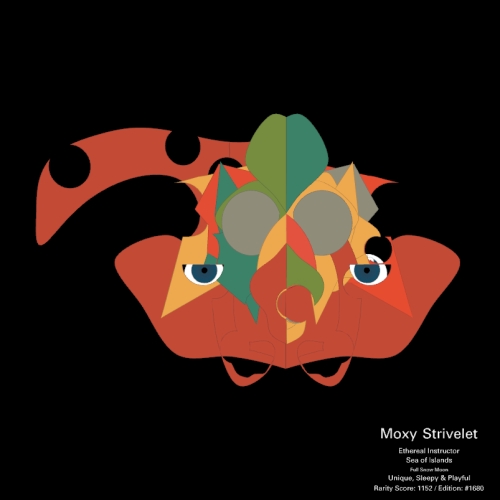 Moxy Strivelet
Ethereal Instructor
Sea of Islands
Full Snow Moon
Unique, Sleepy & Playful
Rarity Score: 1152 / Edition: #1680